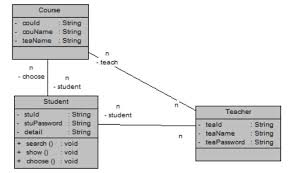 Course
- couId : String
- couName : String
- teaName : String
n
- teach
n
- choose
n
- student
Student
- stuId : String
- stuPassword : String
- detail : String
+ search () : void
+ show () : void
+ choose () : void
n
- student
n
Teacher
- teaId : String
- teaName : String
- teaPassword : String